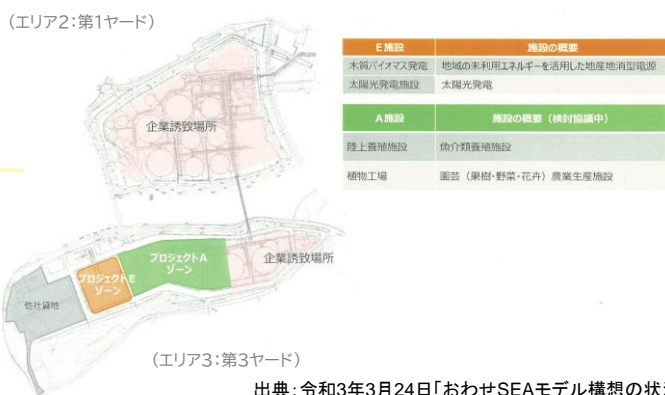 (エリア2:第1ヤード)
E施設 施設の概要
木質バイオマス発電 地域の未利用エネルギーを活用した地産地消型電源
太陽光発電施設 太陽光発電
A施設 施設の概要(検討協議中)
陸上養殖施設 魚介類養殖施設
植物工場 園芸(果樹・野菜・花卉)農業生産施設
企業誘致場所
プロジェクトA
ゾーン
企業誘致場所
プロジェクトE
ゾーン
他社貸地
(エリア3:第3ヤード)
出典:令和3年3月24日「おわせSEAモデル構想の状況